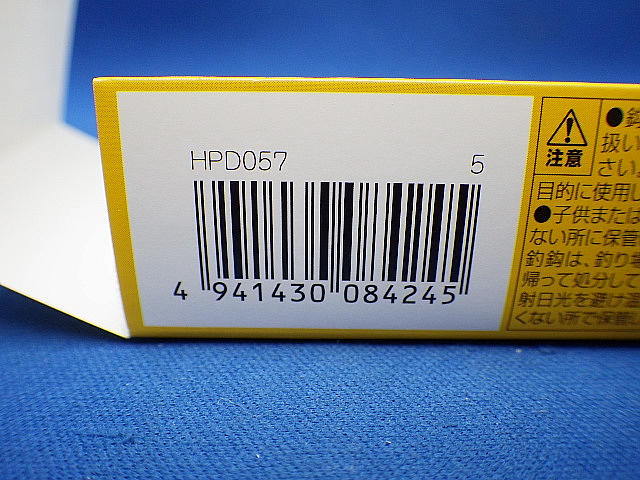 HPD057 5
4 941430 084245
注意
●
扱い
さい。
目的に使用し
●子供または
ない所に保管
釣鈎は、釣り場
帰って処分して
射日光を避け
くない所で保管